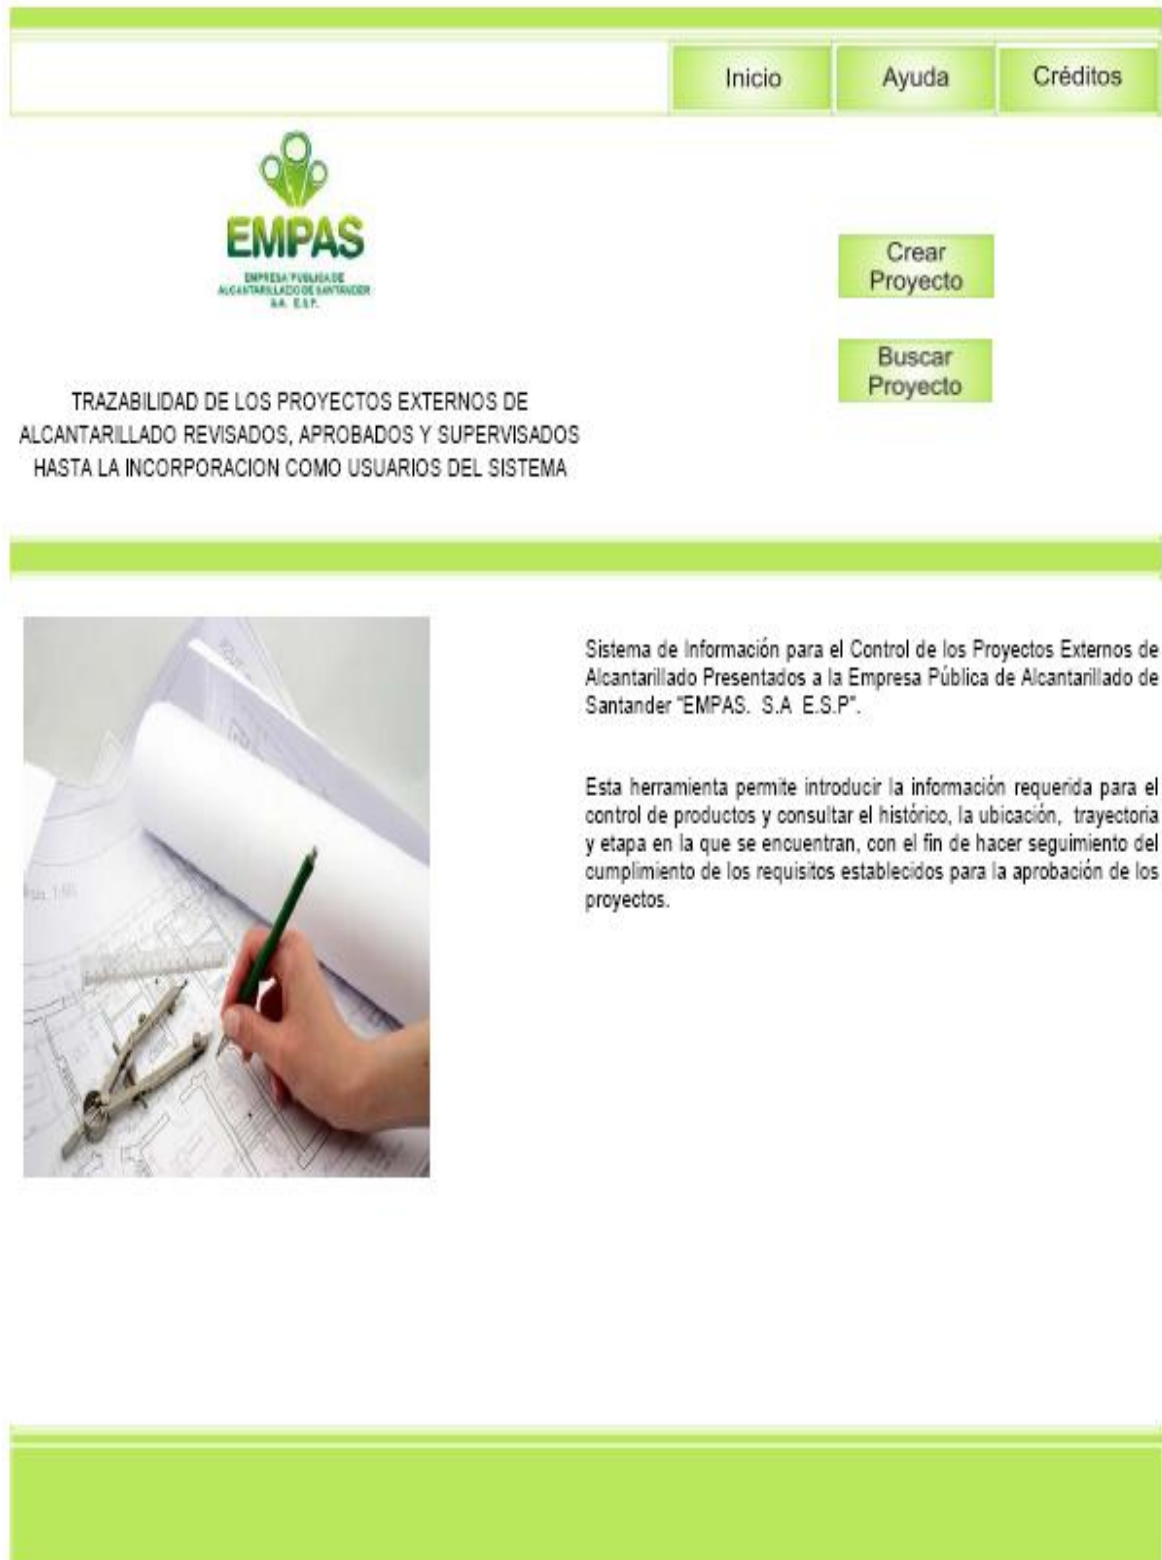 Inicio
Ayuda
Créditos
EMPAS
EMPRESA PUBLICA DE
ALCANTARILLADO DE SANTANDER
S.A. E.S.P.
Crear
Proyecto
Buscar
Proyecto
TRAZABILIDAD DE LOS PROYECTOS EXTERNOS DE
ALCANTARILLADO REVISADOS, APROBADOS Y SUPERVISADOS
HASTA LA INCORPORACION COMO USUARIOS DEL SISTEMA
Sistema de Información para el Control de los Proyectos Externos de
Alcantarillado Presentados a la Empresa Pública de Alcantarillado de
Santander "EMPAS. S.A E.S.P".
Esta herramienta permite introducir la información requerida para el
control de productos y consultar el histórico, la ubicación, trayectoria
y etapa en la que se encuentran, con el fin de hacer seguimiento del
cumplimiento de los requisitos establecidos para la aprobación de los
proyectos.